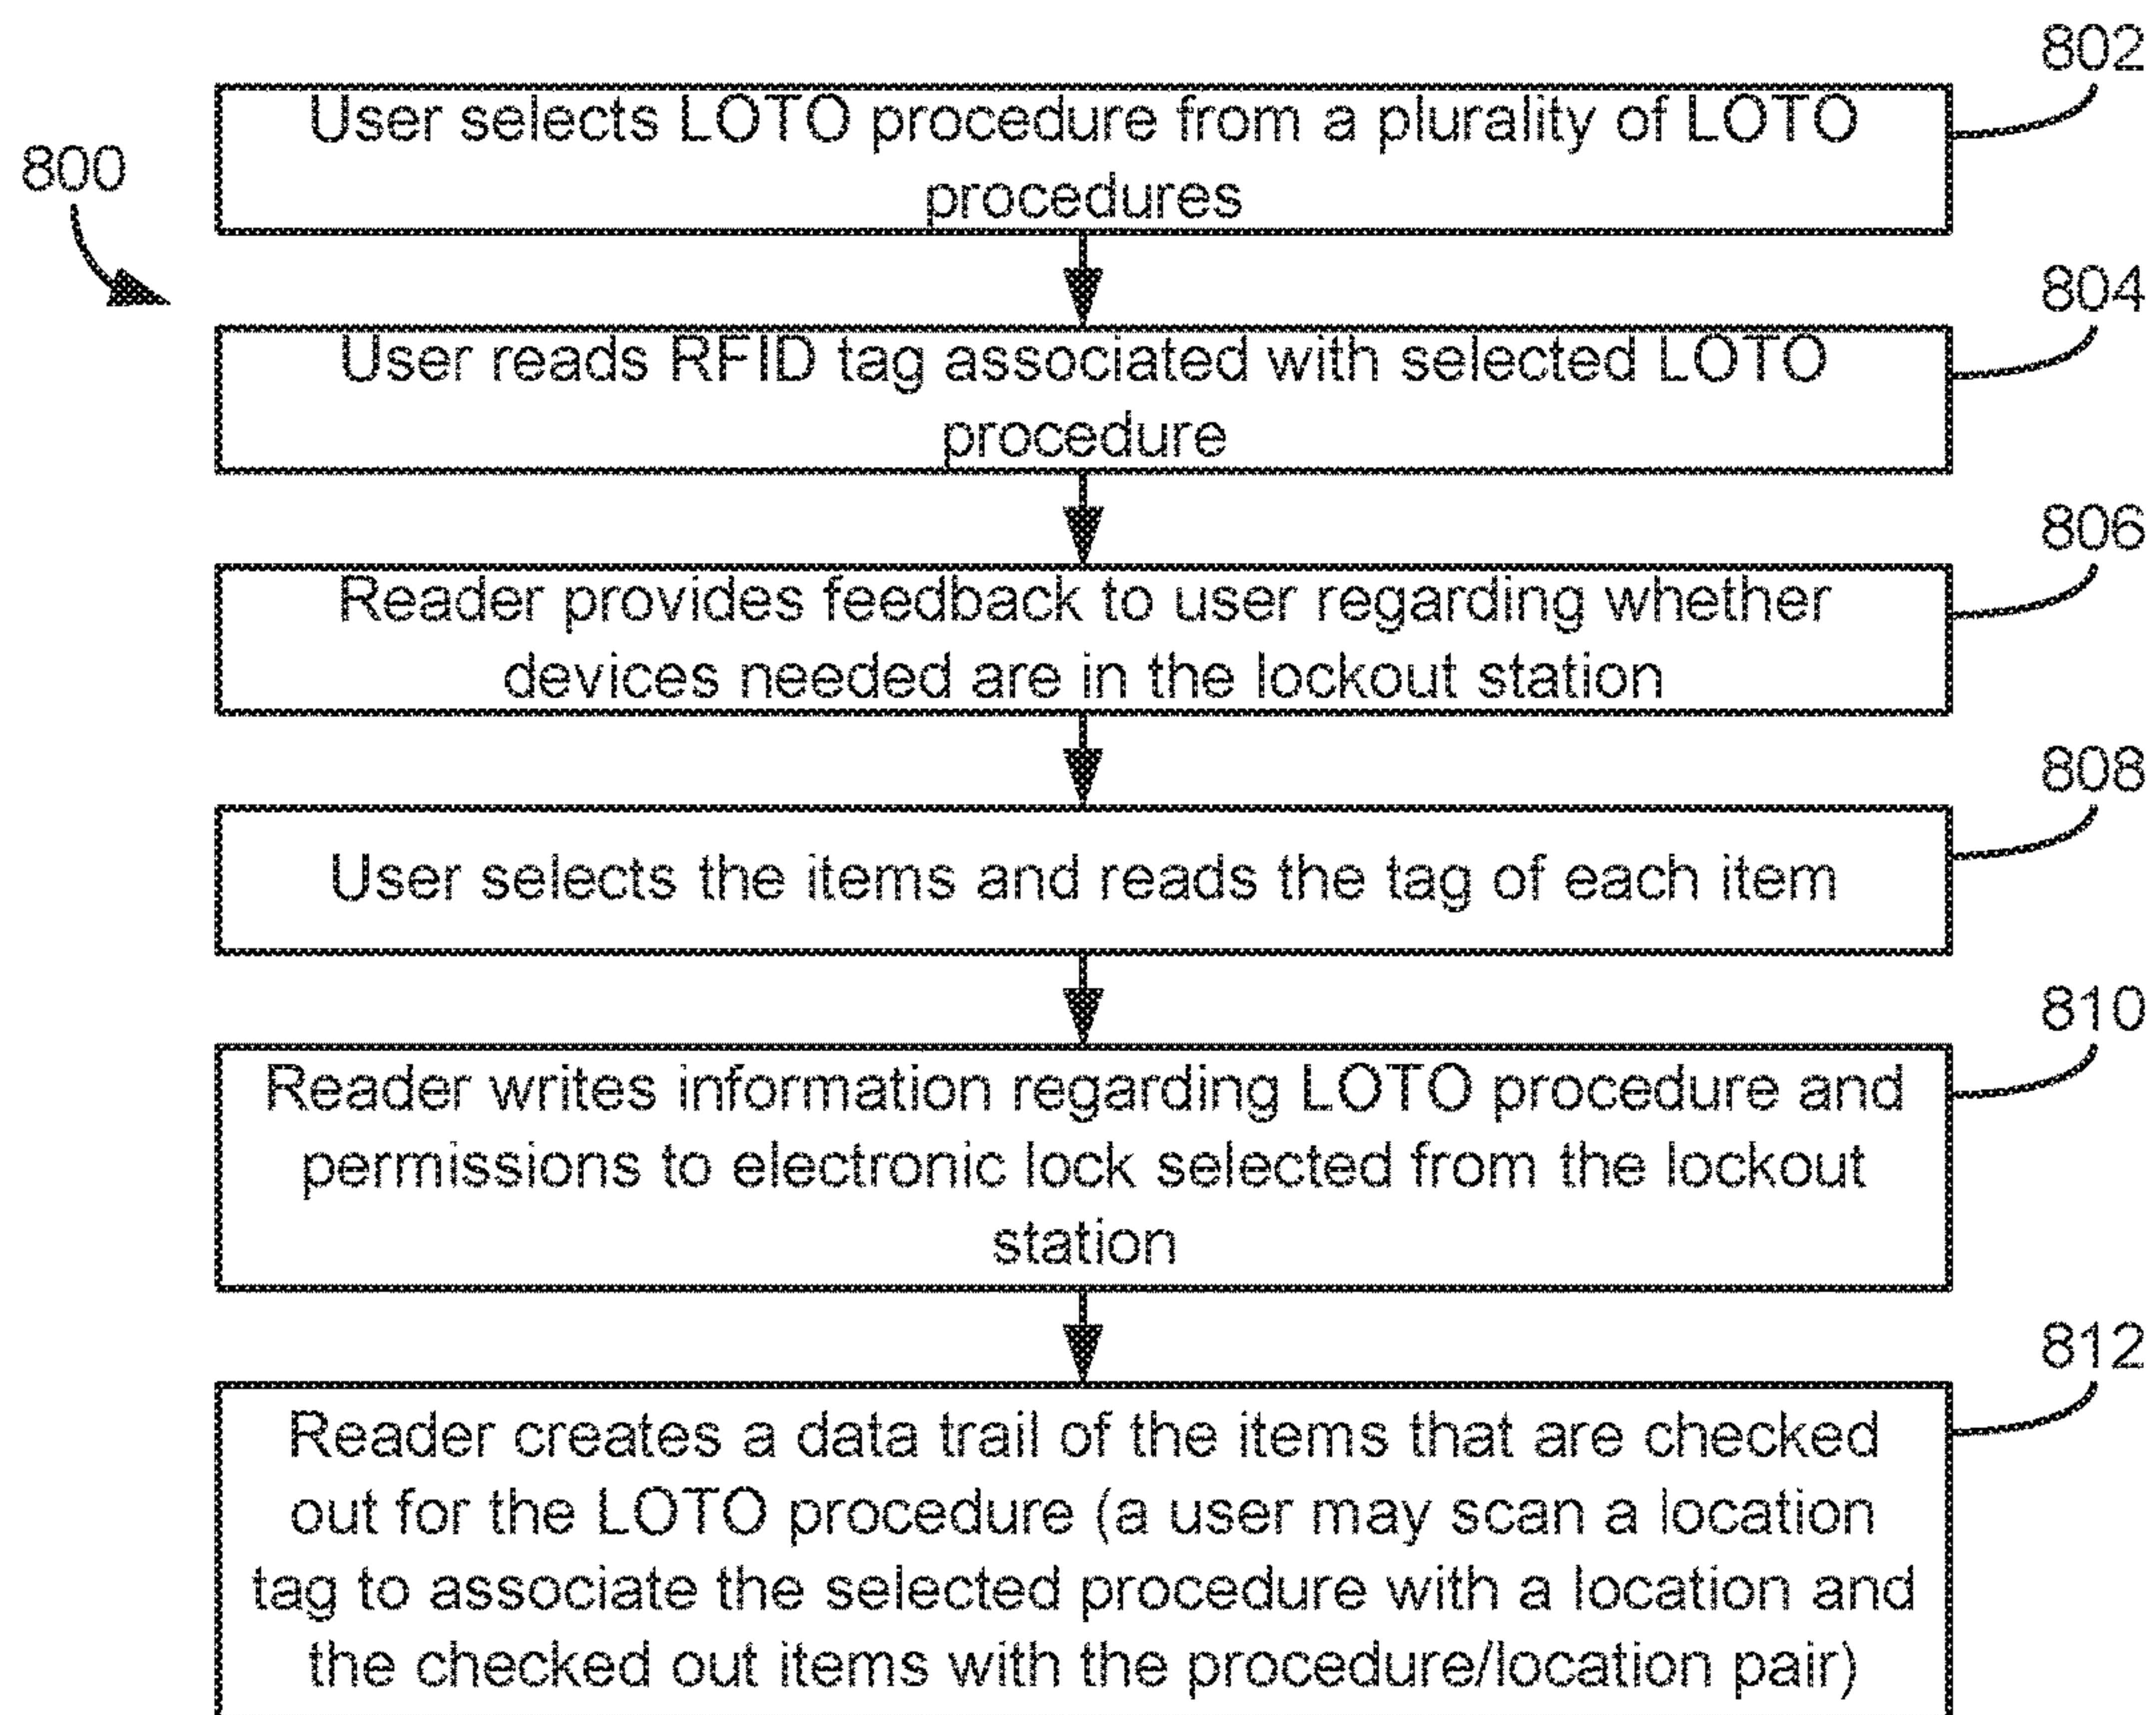 802
User selects LOTO procedure from a plurality of LOTO
procedures
800
804
User reads RFID tag associated with selected LOTO
procedure
806
Reader provides feedback to user regarding whether
devices needed are in the lockout station
808
User selects the items and reads the tag of each item
810
Reader writes information regarding LOTO procedure and
permissions to electronic lock selected from the lockout
station
812
Reader creates a data trail of the items that are checked
out for the LOTO procedure (a user may scan a location
tag to associate the selected procedure with a location and
the checked out items with the procedure/location pair)